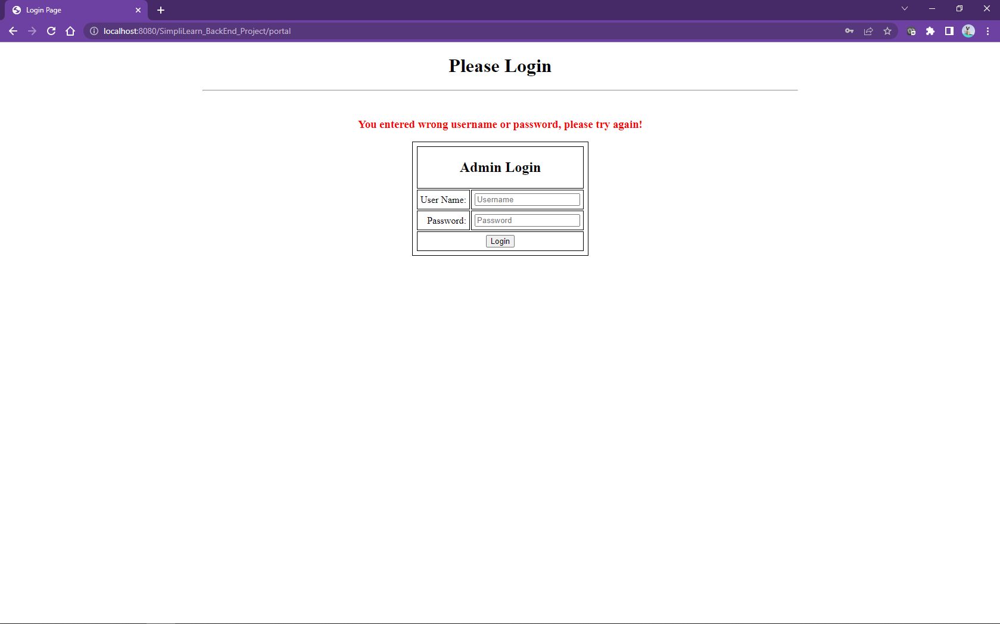 Login Page
localhost:8080/SimpliLearn_BackEnd_Project/portal
Please Login
You entered wrong username or password, please try again!
Admin Login
User Name: Username
Password: Password
Login